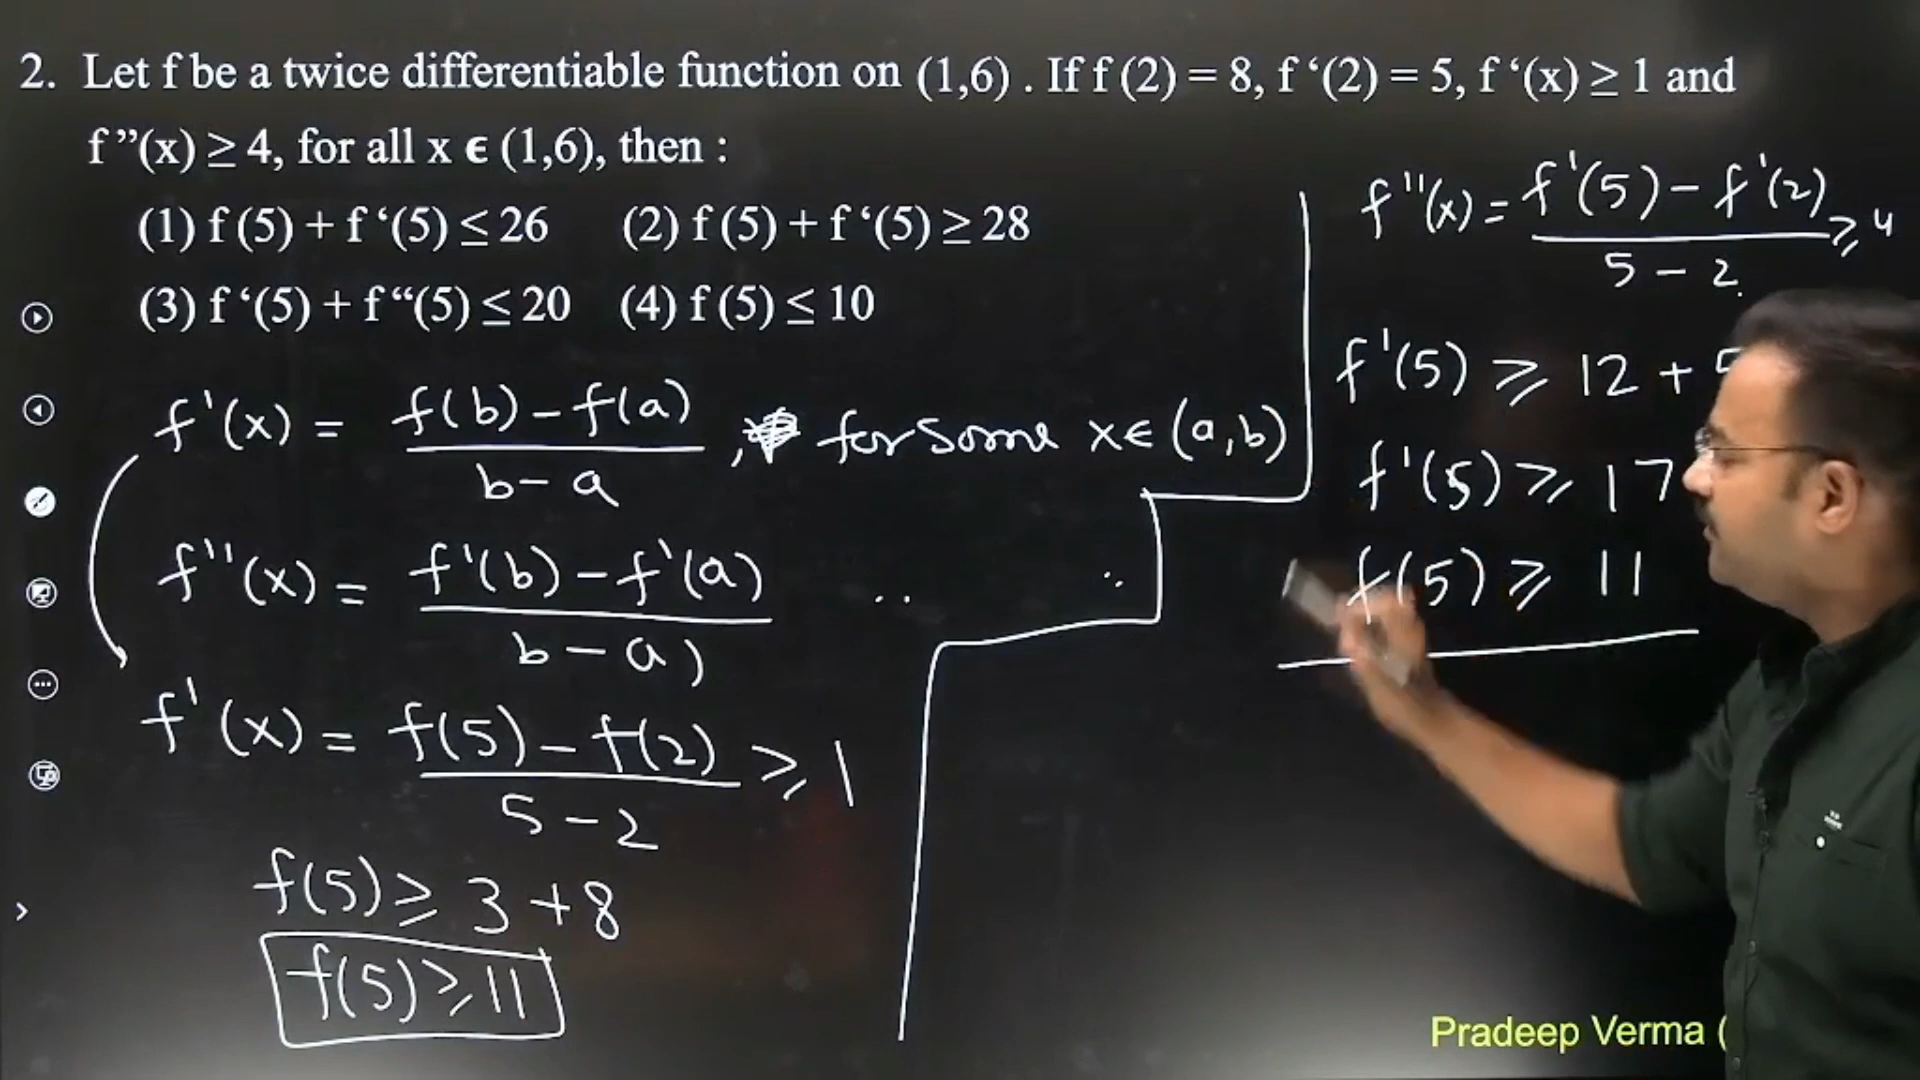 2. Let f be a twice differentiable function on (1,6) . If f (2) = 8, f ‘(2) = 5, f ‘(x) ≥ 1 and
f ”(x) ≥ 4, for all x ϵ (1,6), then :
(1) f (5) + f ‘(5) ≤ 26 (2) f (5) + f ‘(5) ≥ 28
(3) f ‘(5) + f “(5) ≤ 20 (4) f (5) ≤ 10
f'(x) = f(b) - f(a) / b - a , for some x ∈ (a,b)
f''(x) = f'(b) - f'(a) / b - a )
f'(x) = f(5) - f(2) / 5 - 2 ≥ 1
f(5) ≥ 3 + 8
f(5) ≥ 11
f''(x) = f'(5) - f'(2) / 5 - 2 ≥ 4
f'(5) ≥ 12 +
f'(5) ≥ 17
f(5) ≥ 11
Pradeep Verma (